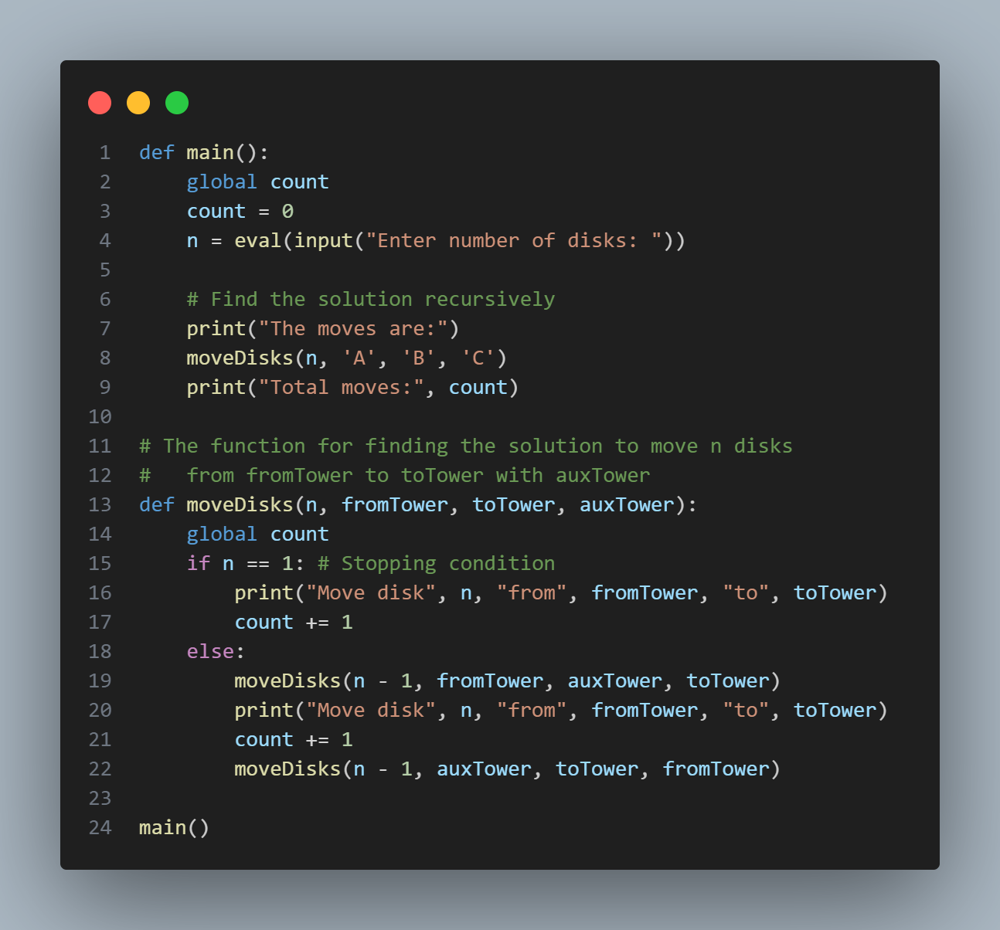 1 def main():
2     global count
3     count = 0
4     n = eval(input("Enter number of disks: "))
5
6     # Find the solution recursively
7     print("The moves are:")
8     moveDisks(n, 'A', 'B', 'C')
9     print("Total moves:", count)
10
11 # The function for finding the solution to move n disks
12 #   from fromTower to toTower with auxTower
13 def moveDisks(n, fromTower, toTower, auxTower):
14     global count
15     if n == 1: # Stopping condition
16         print("Move disk", n, "from", fromTower, "to", toTower)
17         count += 1
18     else:
19         moveDisks(n - 1, fromTower, auxTower, toTower)
20         print("Move disk", n, "from", fromTower, "to", toTower)
21         count += 1
22         moveDisks(n - 1, auxTower, toTower, fromTower)
23
24 main()